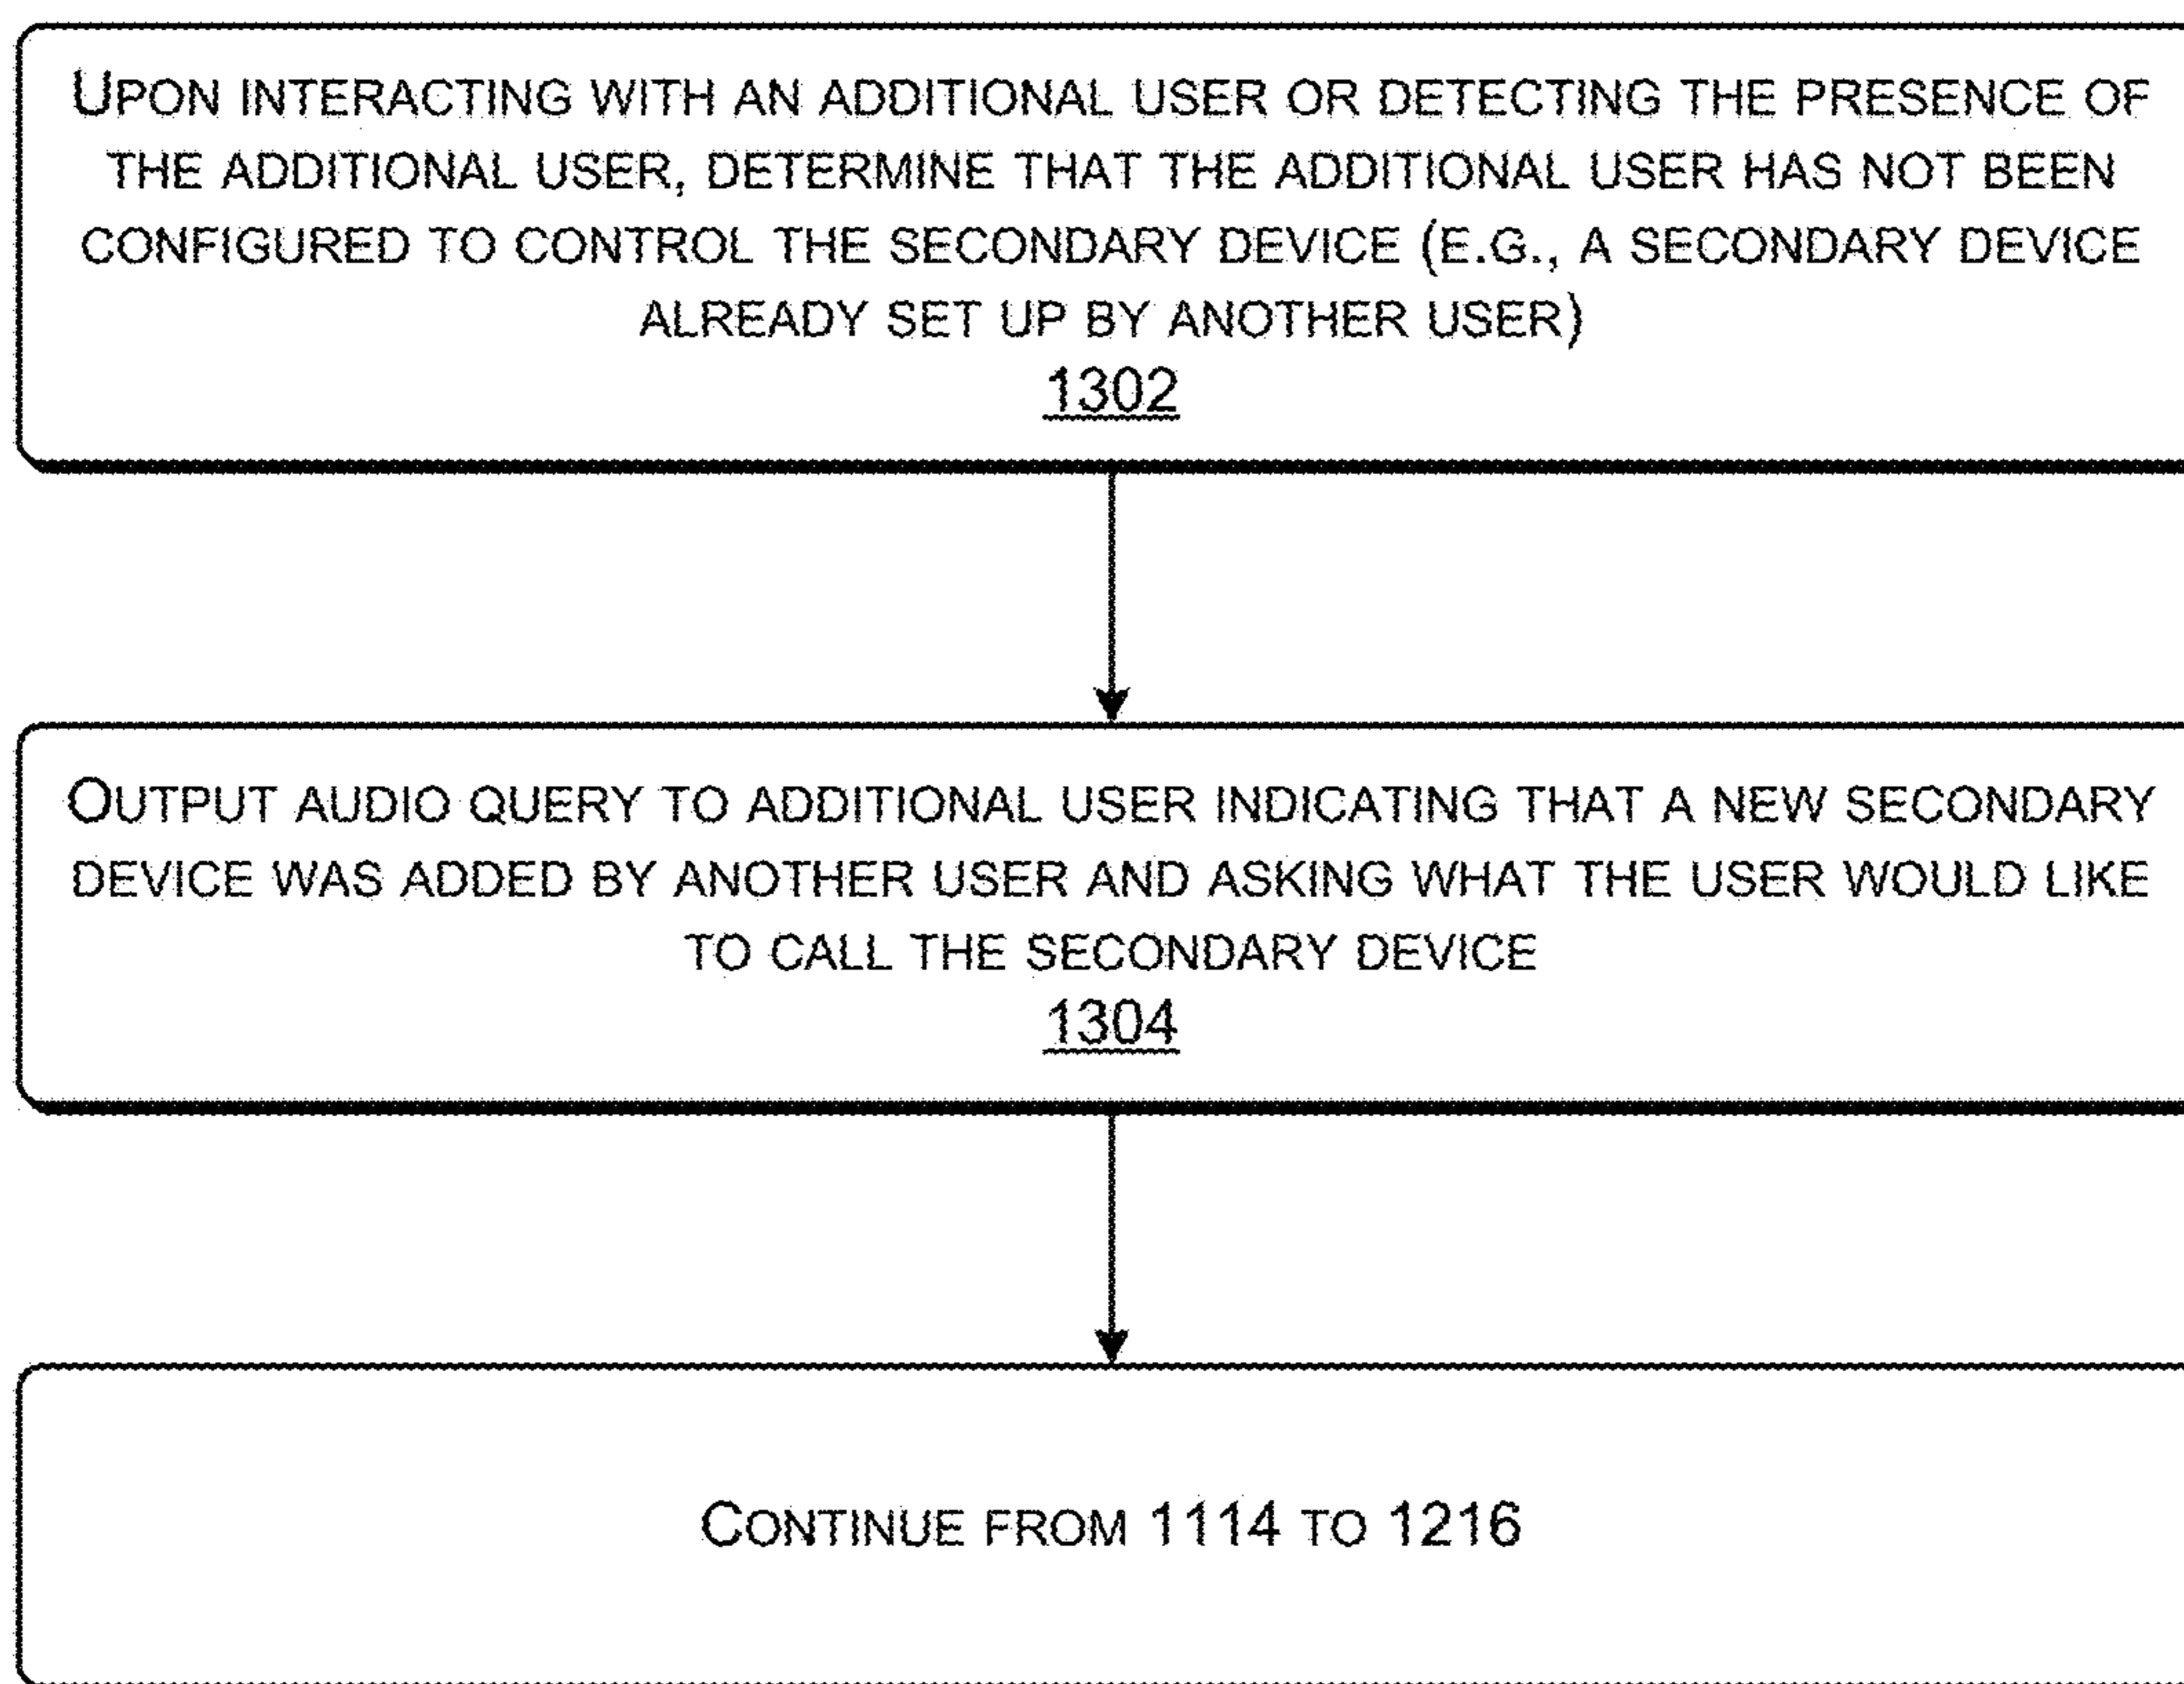 UPON INTERACTING WITH AN ADDITIONAL USER OR DETECTING THE PRESENCE OF
THE ADDITIONAL USER, DETERMINE THAT THE ADDITIONAL USER HAS NOT BEEN
CONFIGURED TO CONTROL THE SECONDARY DEVICE (E.G., A SECONDARY DEVICE
ALREADY SET UP BY ANOTHER USER)
1302
OUTPUT AUDIO QUERY TO ADDITIONAL USER INDICATING THAT A NEW SECONDARY
DEVICE WAS ADDED BY ANOTHER USER AND ASKING WHAT THE USER WOULD LIKE
TO CALL THE SECONDARY DEVICE
1304
CONTINUE FROM 1114 TO 1216